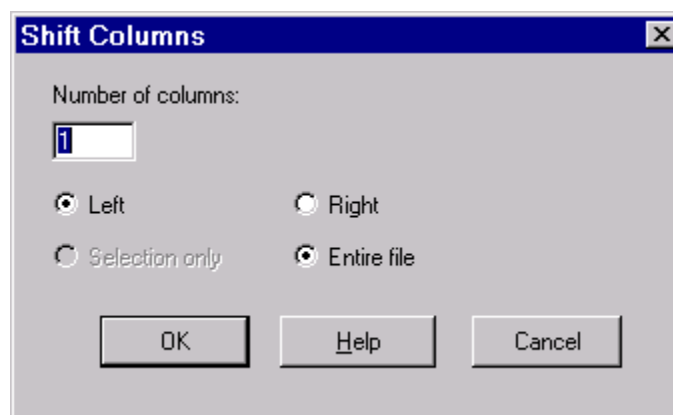 Shift Columns
Number of columns:
1
Left Right
Selection only Entire file
OK Help Cancel